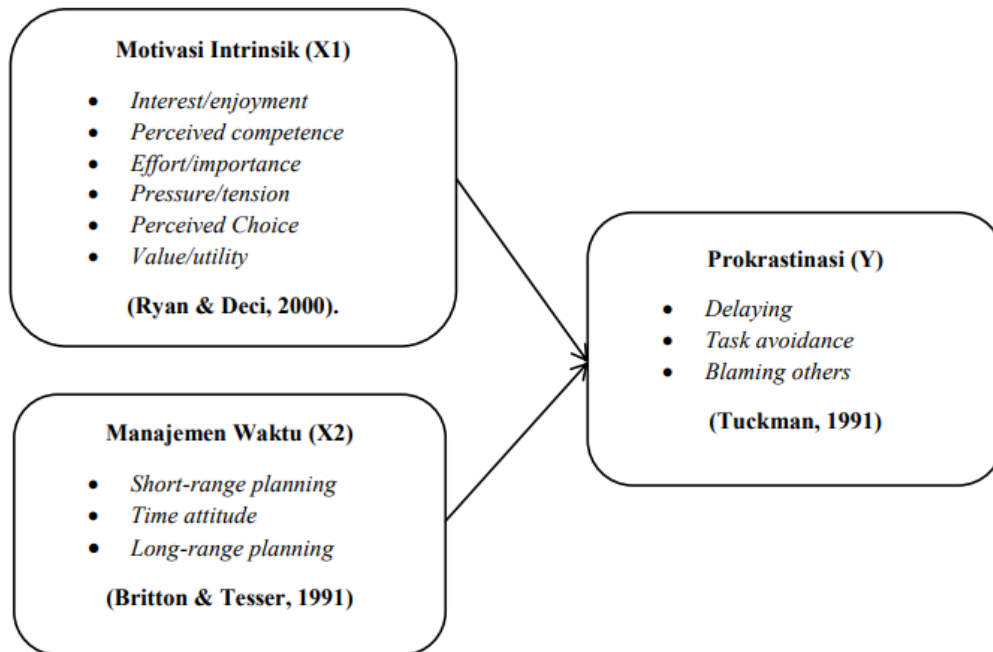 Motivasi Intrinsik (X1)
• Interest/enjoyment
• Perceived competence
• Effort/importance
• Pressure/tension
• Perceived Choice
• Value/utility
(Ryan & Deci, 2000).
Manajemen Waktu (X2)
• Short-range planning
• Time attitude
• Long-range planning
(Britton & Tesser, 1991)
Prokrastinasi (Y)
• Delaying
• Task avoidance
• Blaming others
(Tuckman, 1991)